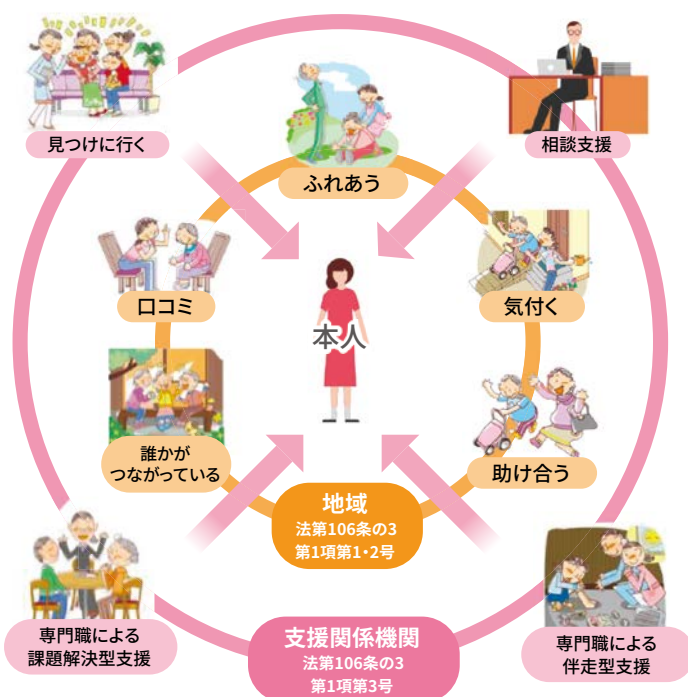 見つけに行く
相談支援
ふれあう
口コミ
気付く
本人
誰かが
つながっている
助け合う
地域
法第106条の3
第1項第1・2号
専門職による
課題解決型支援
支援関係機関
法第106条の3
第1項第3号
専門職による
伴走型支援